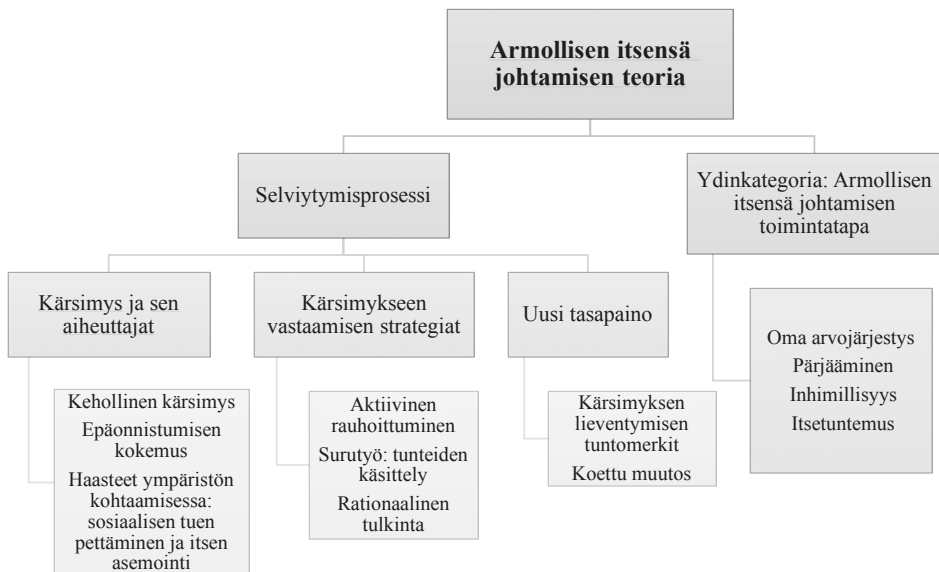 Armollisen itsensä
johtamisen teoria
Selviytymisprosessi
Ydinkategoria: Armollisen
itsensä johtamisen
toimintatapa
Kärsimys ja sen
aiheuttajat
Kärsimykseen
vastaamisen strategiat
Uusi tasapaino
Kehollinen kärsimys
Epäonnistumisen
kokemus
Haasteet ympäristön
kohtaamisessa:
sosiaalisen tuen
pettäminen ja itsen
asemointi
Aktiivinen
rauhoittuminen
Surutyö: tunteiden
käsittely
Rationaalinen
tulkinta
Kärsimyksen
lieventymisen
tuntomerkit
Koettu muutos
Oma arvojärjestys
Pärjääminen
Inhimillisyys
Itsetuntemus